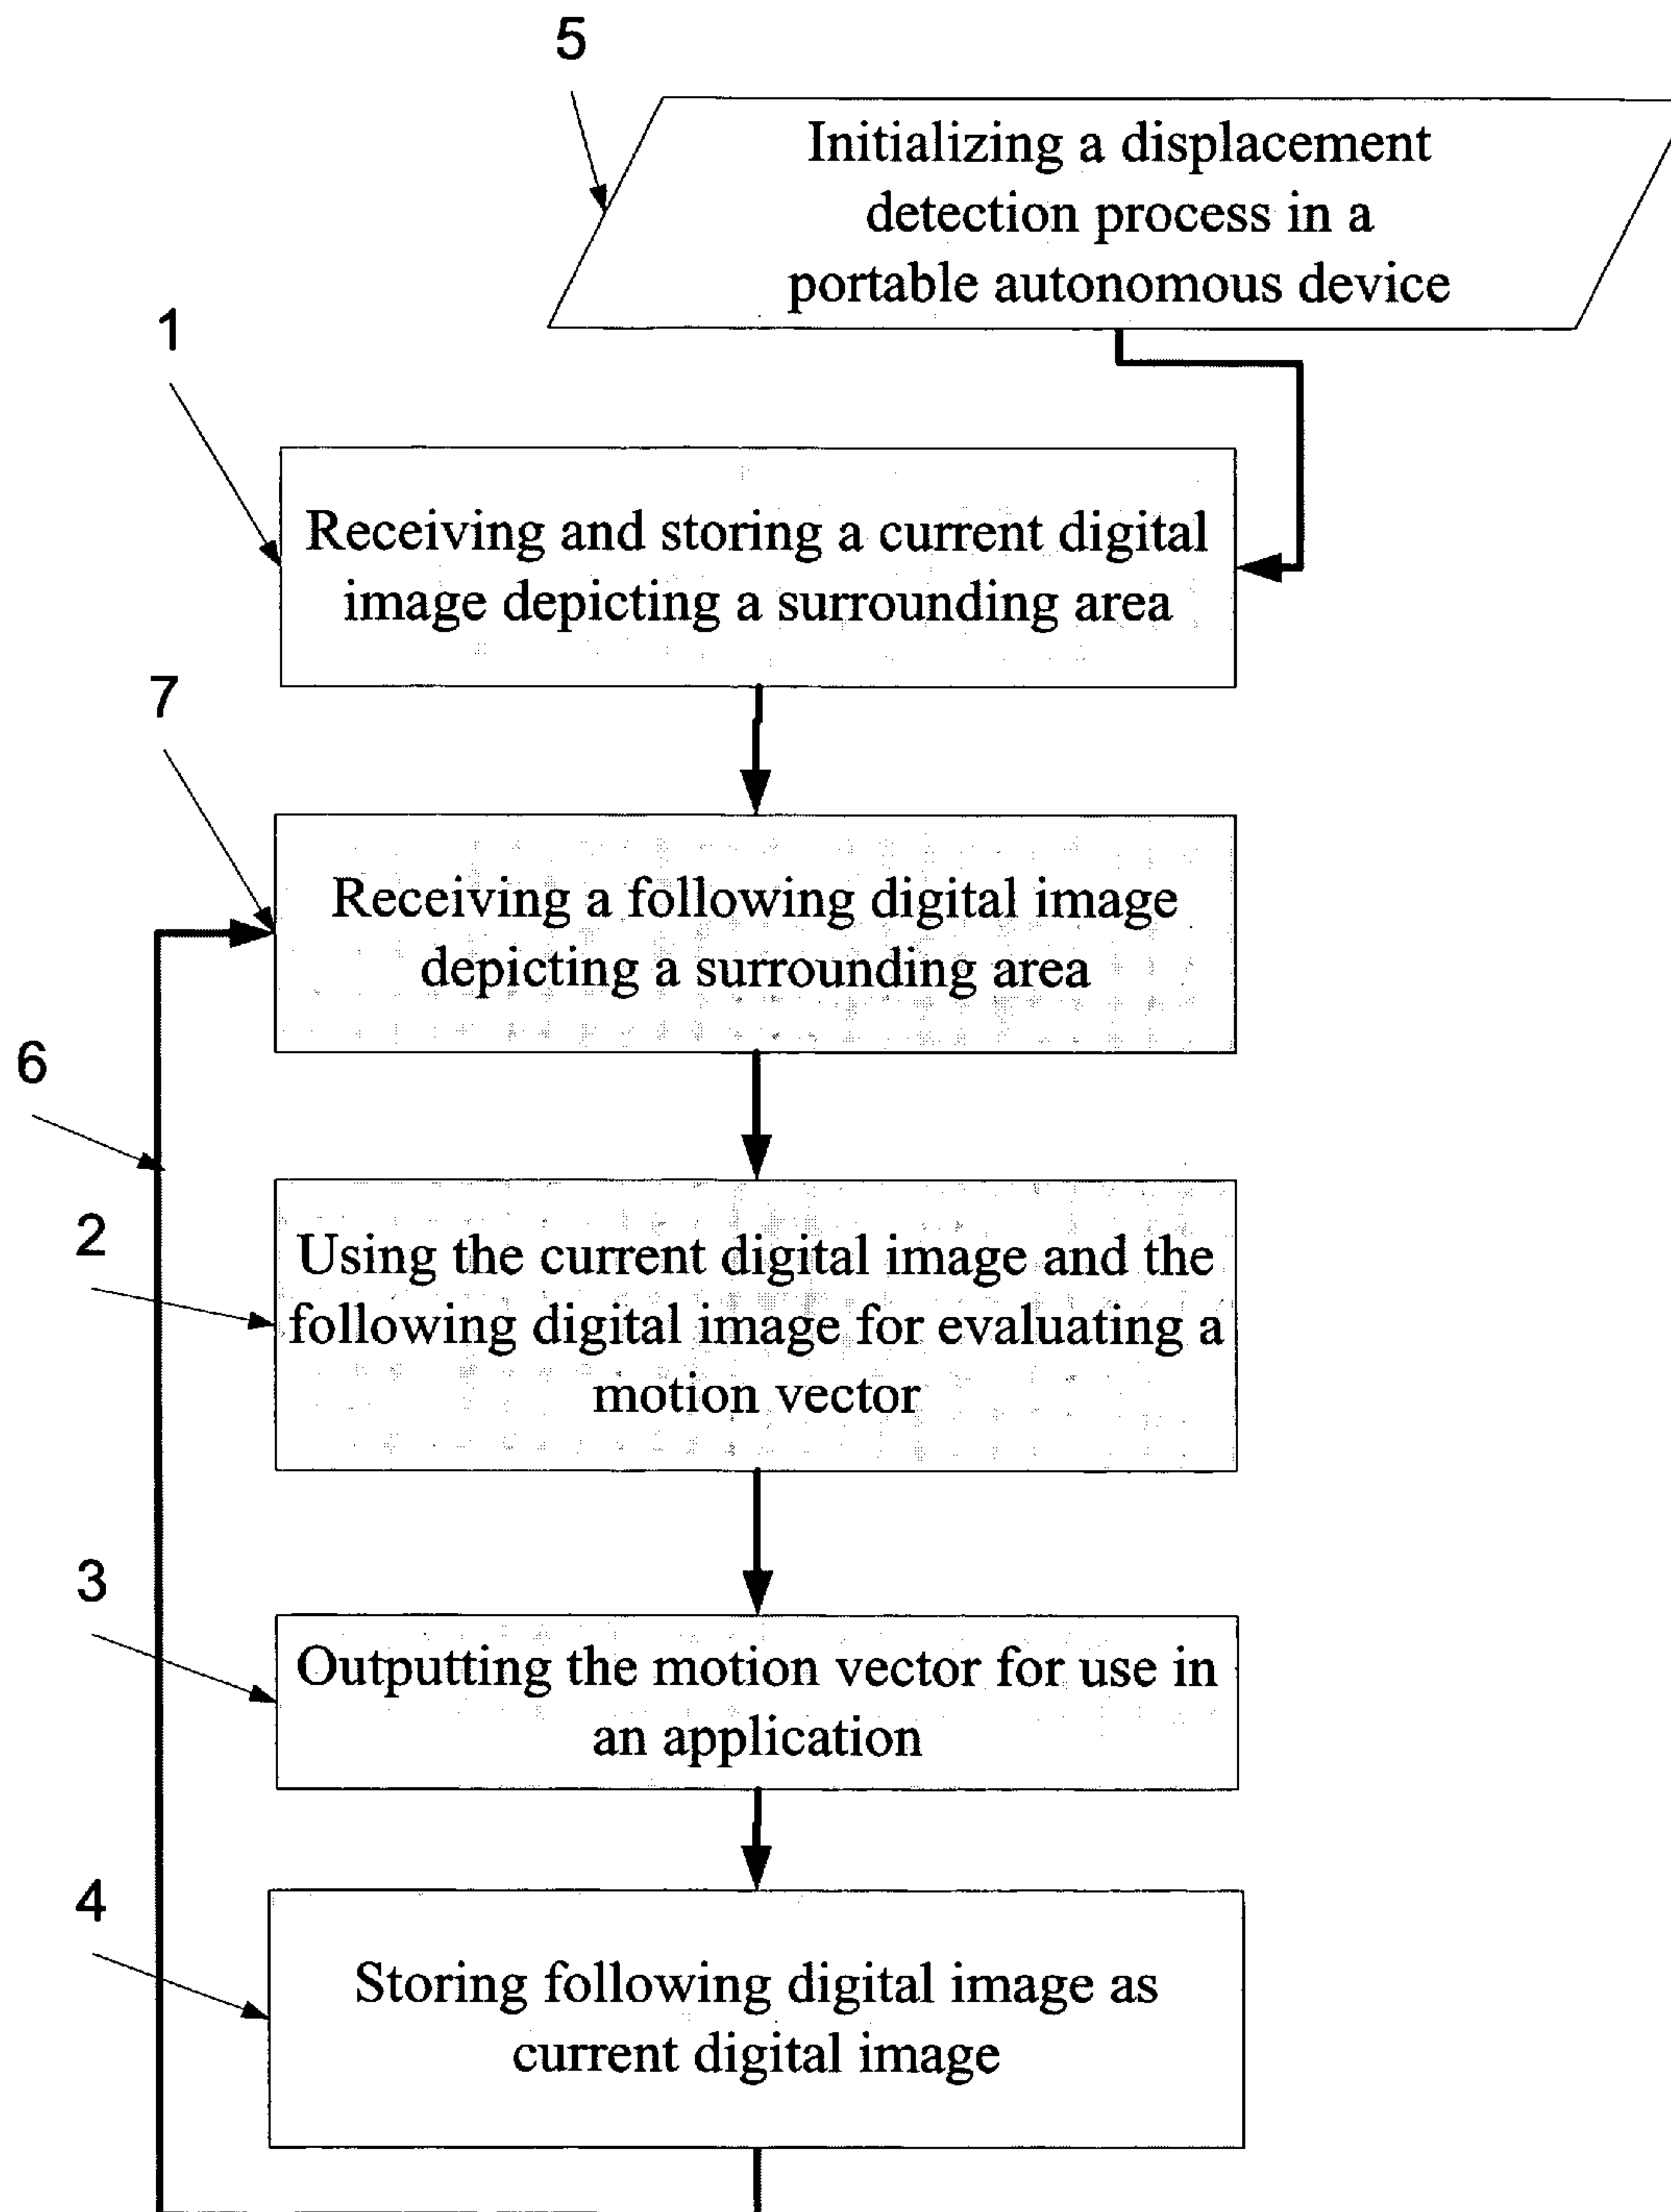 5
Initializing a displacement
detection process in a
portable autonomous device
1
Receiving and storing a current digital
image depicting a surrounding area
7
Receiving a following digital image
depicting a surrounding area
6
2
Using the current digital image and the
following digital image for evaluating a
motion vector
3
Outputting the motion vector for use in
an application
4
Storing following digital image as
current digital image